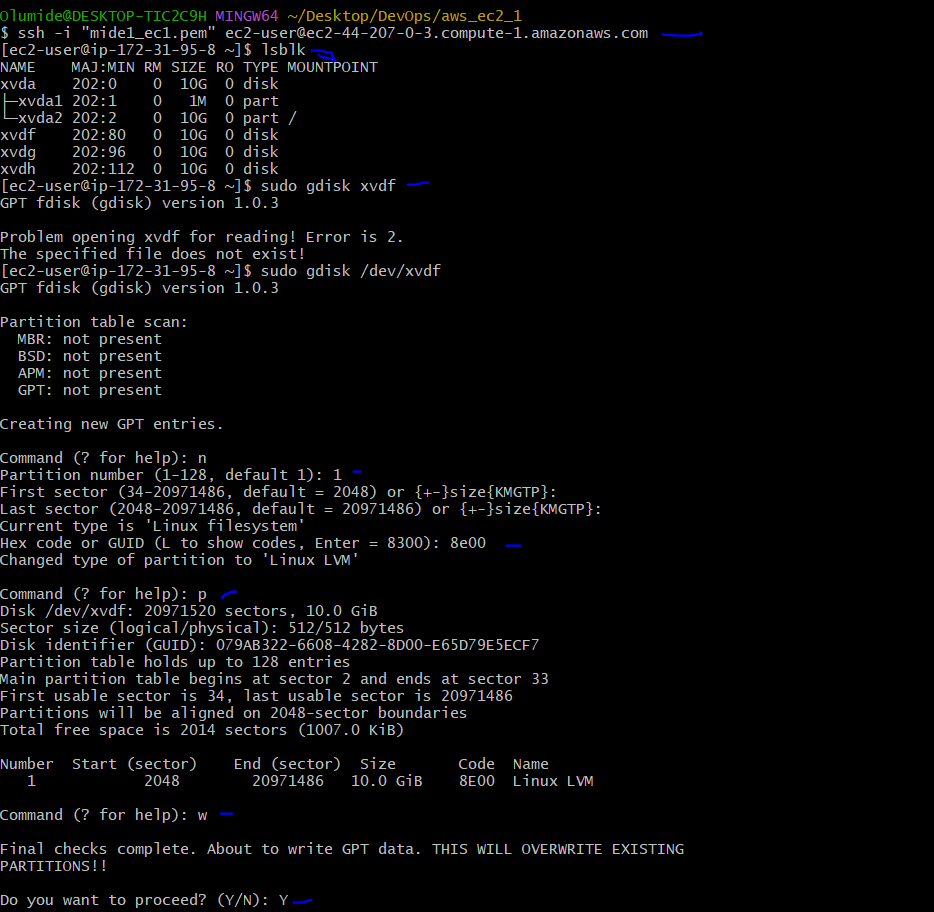 Olumide@DESKTOP-TIC2C9H MINGW64 ~/Desktop/DevOps/aws_ec2_1
$ ssh -i "mide1_ec1.pem" ec2-user@ec2-44-207-0-3.compute-1.amazonaws.com
[ec2-user@ip-172-31-95-8 ~]$ lsblk
NAME    MAJ:MIN RM SIZE RO TYPE MOUNTPOINT
xvda    202:0    0  10G  0 disk
├─xvda1 202:1    0   1M  0 part
└─xvda2 202:2    0  10G  0 part /
xvdf    202:80   0  10G  0 disk
xvdg    202:96   0  10G  0 disk
xvdh    202:112  0  10G  0 disk
[ec2-user@ip-172-31-95-8 ~]$ sudo gdisk xvdf
GPT fdisk (gdisk) version 1.0.3

Problem opening xvdf for reading! Error is 2.
The specified file does not exist!
[ec2-user@ip-172-31-95-8 ~]$ sudo gdisk /dev/xvdf
GPT fdisk (gdisk) version 1.0.3

Partition table scan:
  MBR: not present
  BSD: not present
  APM: not present
  GPT: not present

Creating new GPT entries.

Command (? for help): n
Partition number (1-128, default 1): 1
First sector (34-20971486, default = 2048) or {+-}size{KMGTP}:
Last sector (2048-20971486, default = 20971486) or {+-}size{KMGTP}:
Current type is 'Linux filesystem'
Hex code or GUID (L to show codes, Enter = 8300): 8e00
Changed type of partition to 'Linux LVM'

Command (? for help): p
Disk /dev/xvdf: 20971520 sectors, 10.0 GiB
Sector size (logical/physical): 512/512 bytes
Disk identifier (GUID): 079AB322-6608-4282-8D00-E65D79E5ECF7
Partition table holds up to 128 entries
Main partition table begins at sector 2 and ends at sector 33
First usable sector is 34, last usable sector is 20971486
Partitions will be aligned on 2048-sector boundaries
Total free space is 2014 sectors (1007.0 KiB)

Number  Start (sector)    End (sector)  Size       Code  Name
   1            2048        20971486   10.0 GiB    8E00  Linux LVM

Command (? for help): w

Final checks complete. About to write GPT data. THIS WILL OVERWRITE EXISTING
PARTITIONS!!

Do you want to proceed? (Y/N): Y